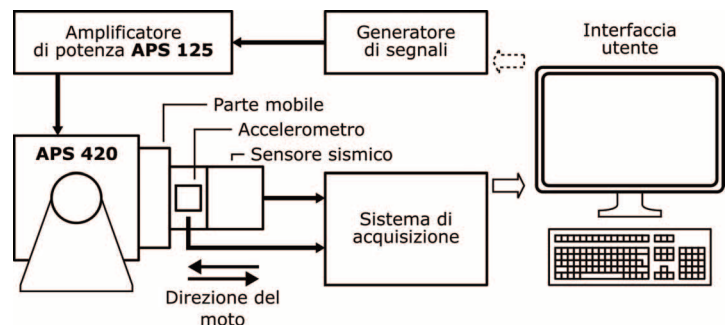 Amplificatore
di potenza APS 125
Generatore
di segnali
Interfaccia
utente
Parte mobile
Accelerometro
APS 420
Sensore sismico
Sistema di
acquisizione
Direzione del
moto